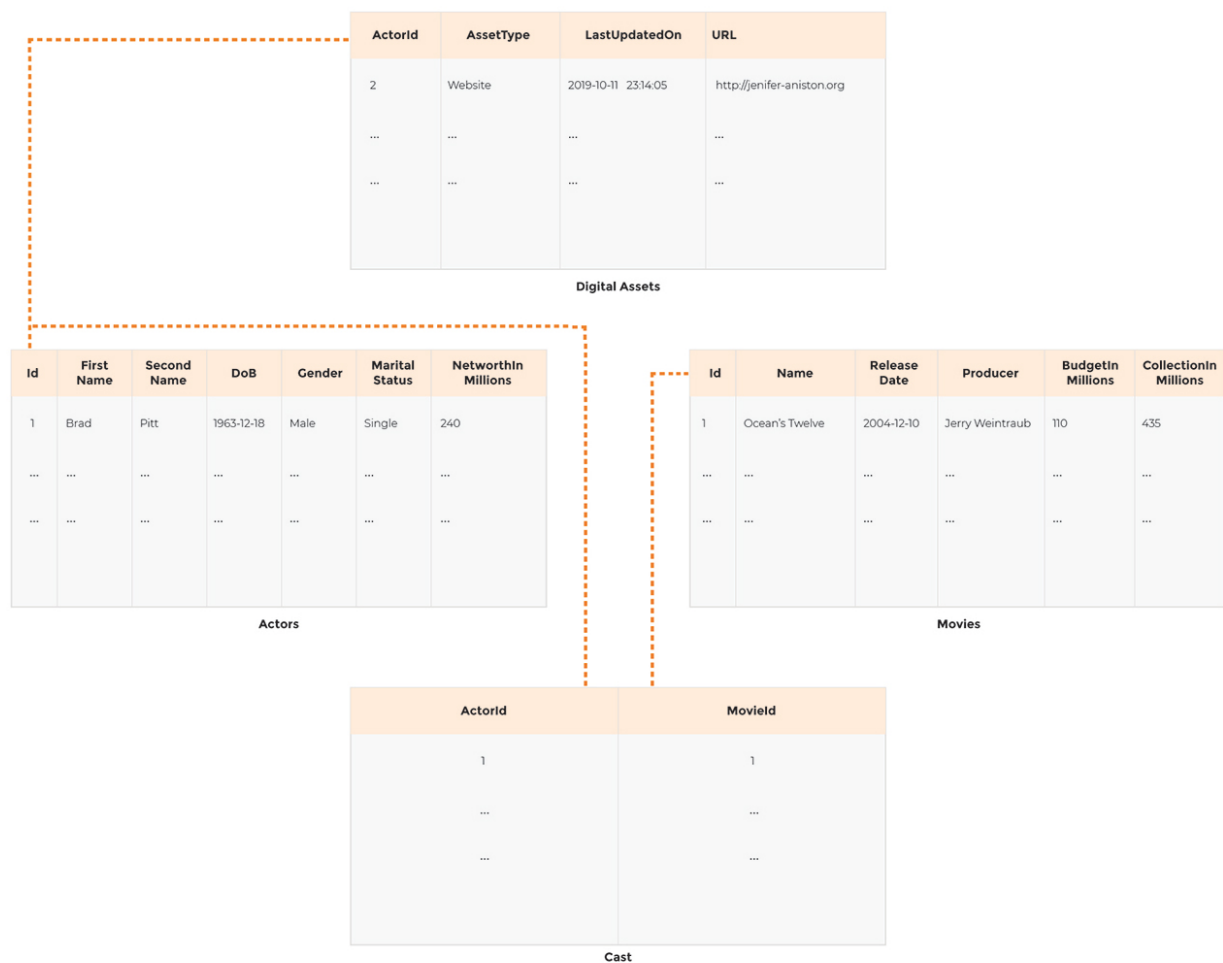 ActorId AssetType LastUpdatedOn URL
2 Website 2019-10-11 23:14:05 http://jenifer-aniston.org
... ... ... ...
... ... ... ...
Digital Assets
Id First Name Second Name DoB Gender Marital Status NetworthIn Millions
1 Brad Pitt 1963-12-18 Male Single 240
... ... ... ... ... ... ...
... ... ... ... ... ... ...
Actors
Id Name Release Date Producer BudgetIn Millions CollectionIn Millions
1 Ocean's Twelve 2004-12-10 Jerry Weintraub 110 435
... ... ... ... ... ...
... ... ... ... ... ...
Movies
ActorId MovieId
1 1
... ...
... ...
Cast